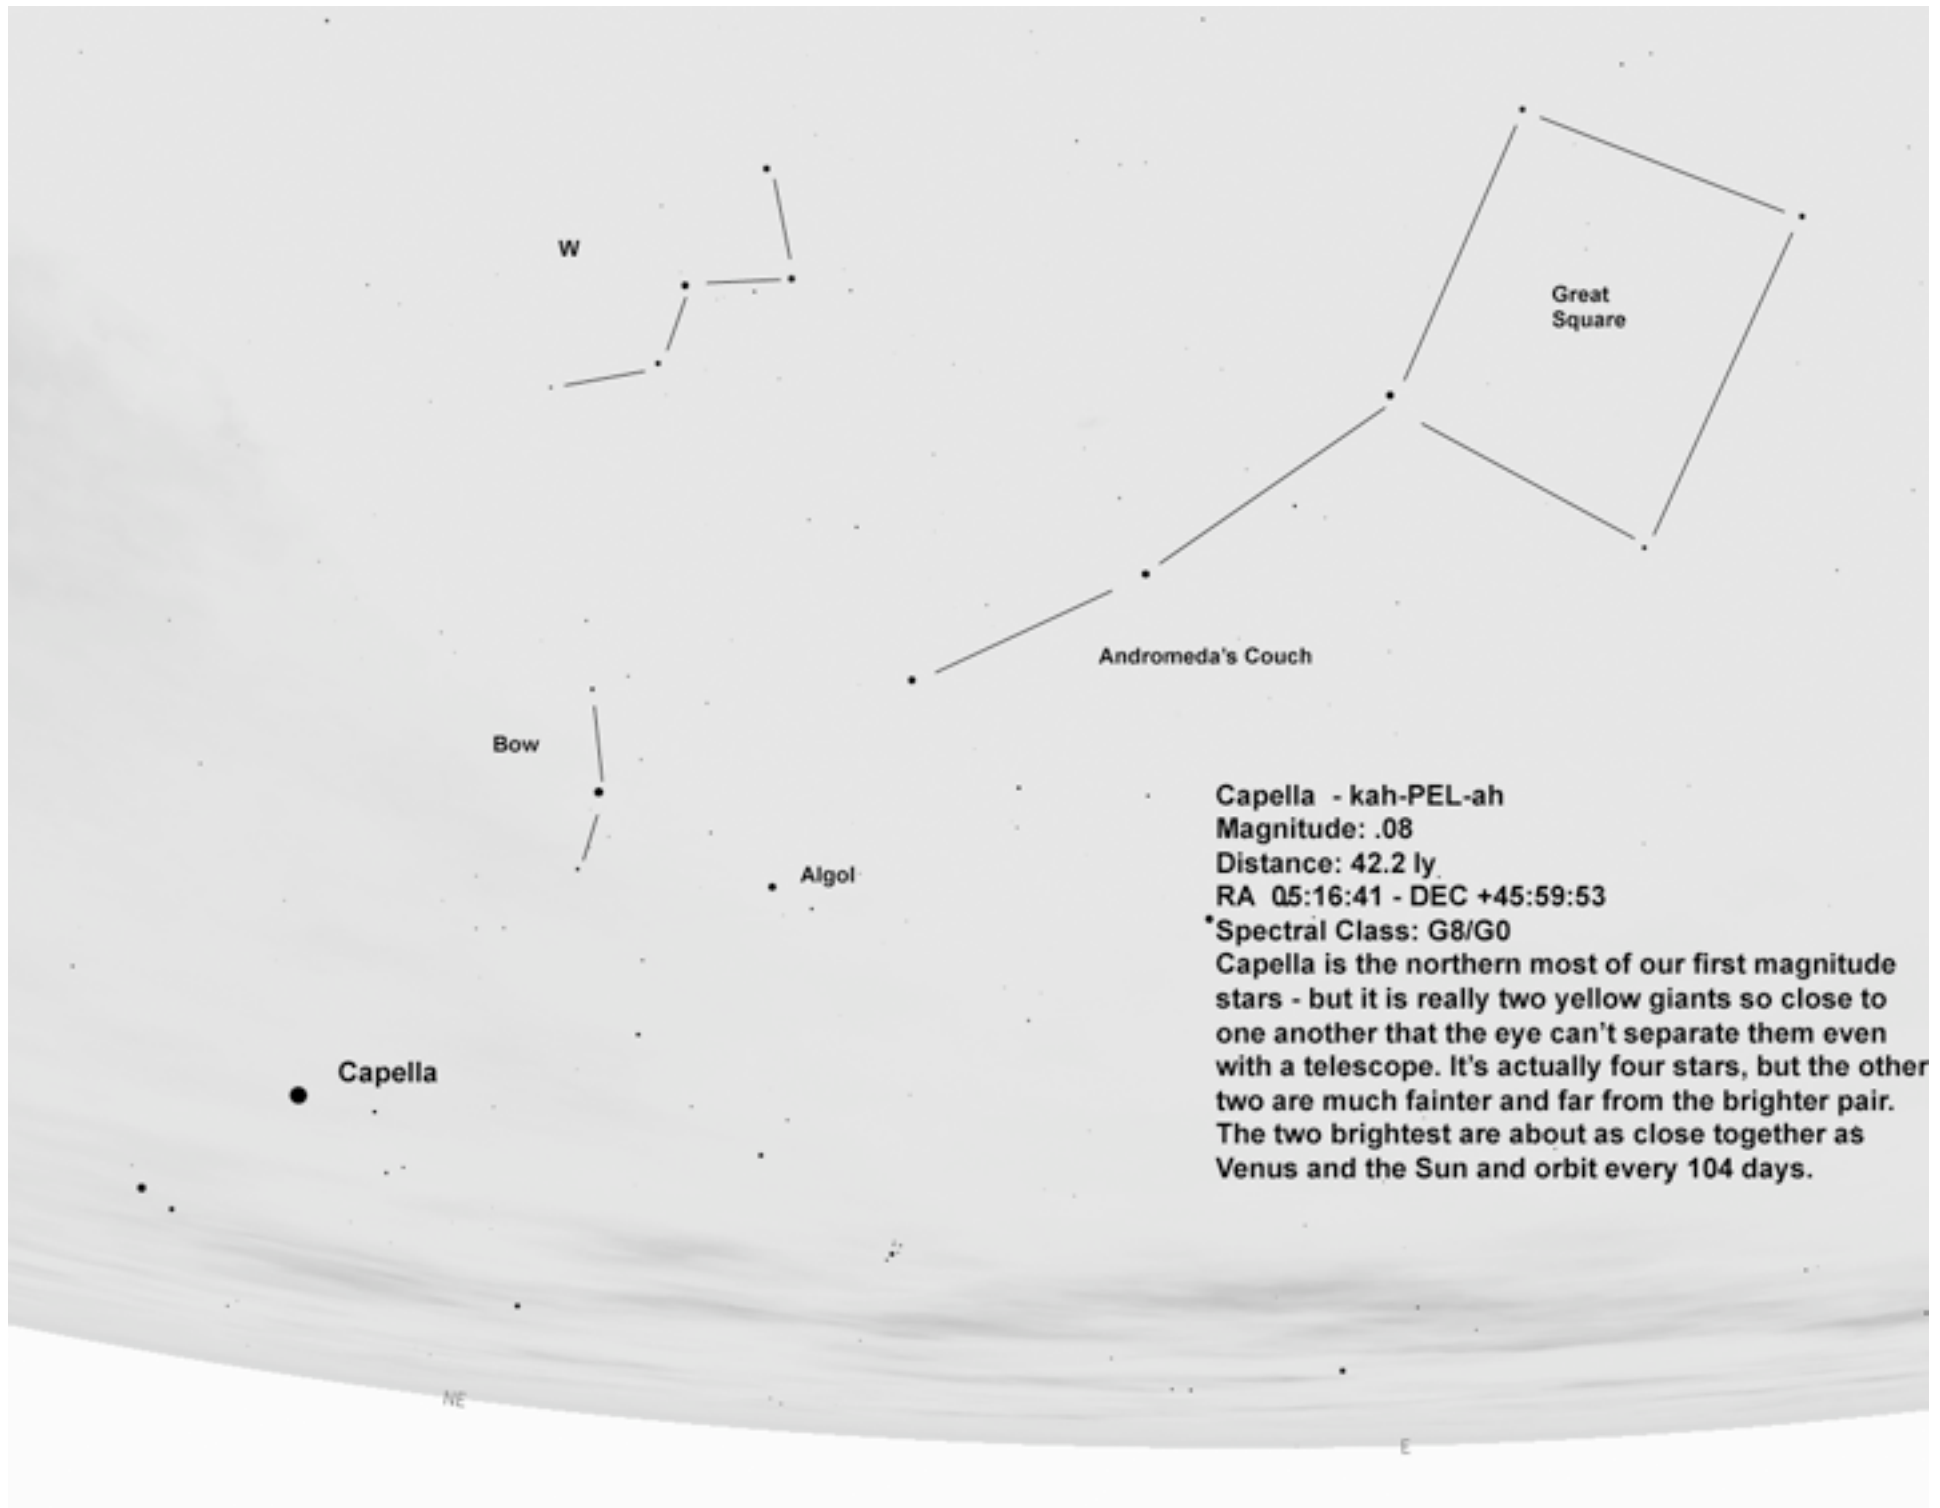 W
Great
Square
Andromeda's Couch
Bow
Algol
Capella - kah-PEL-ah
Magnitude: .08
Distance: 42.2 ly
RA 05:16:41 - DEC +45:59:53
Spectral Class: G8/G0
Capella is the northern most of our first magnitude
stars - but it is really two yellow giants so close to
one another that the eye can't separate them even
with a telescope. It's actually four stars, but the other
two are much fainter and far from the brighter pair.
The two brightest are about as close together as
Venus and the Sun and orbit every 104 days.
Capella
NE
E